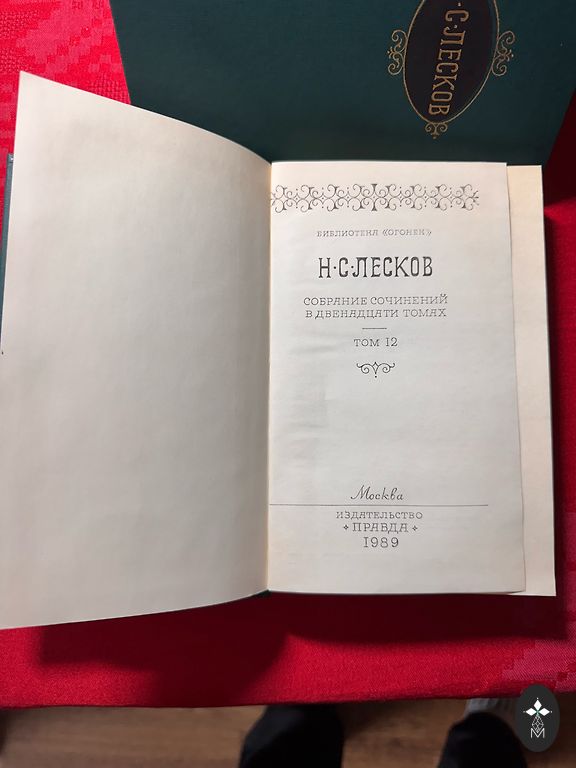 С·ЛЕСКОВ
БИБЛИОТЕКА «ОГОНЕК»
Н·С·ЛЕСКОВ
СОБРАНИЕ СОЧИНЕНИЙ
В ДВЕНАДЦАТИ ТОМАХ
ТОМ 12
Москва
ИЗДАТЕЛЬСТВО
ПРАВДА
1989